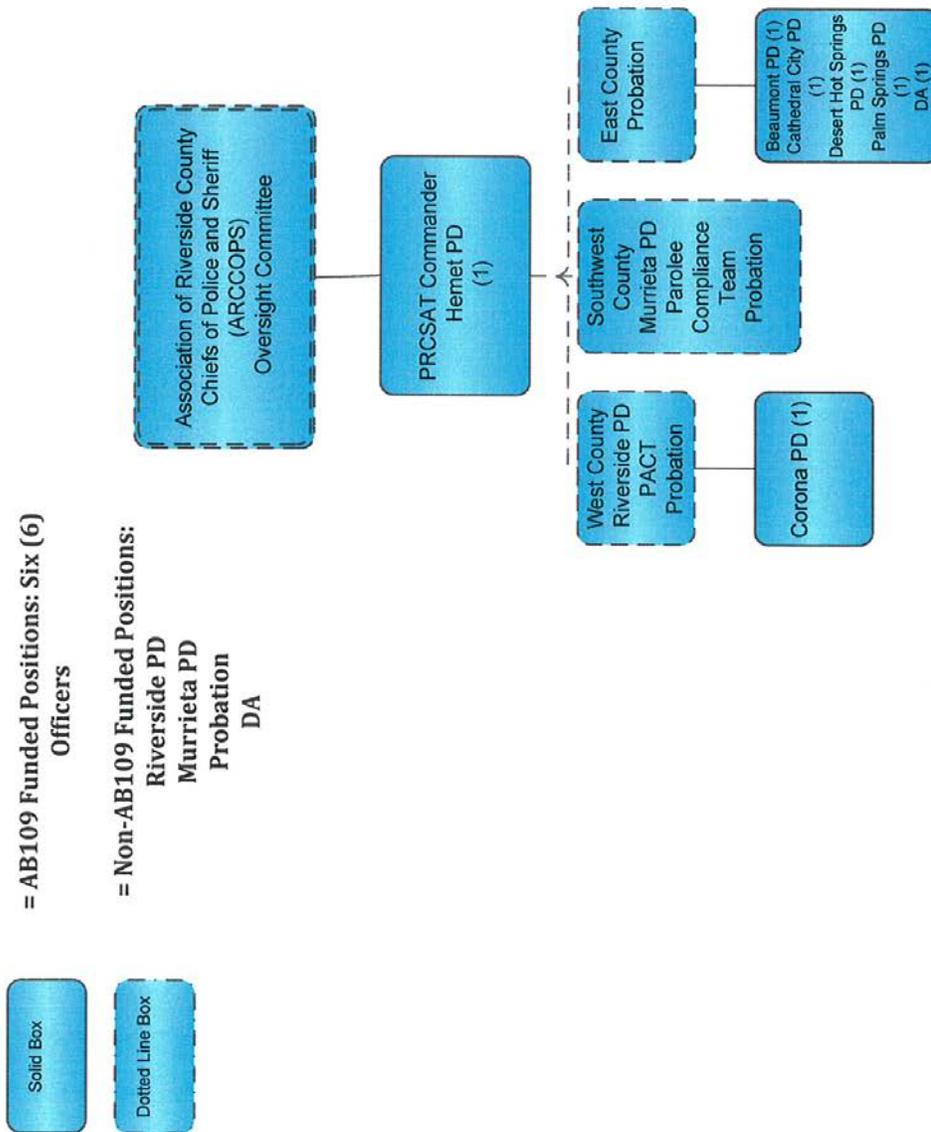 Solid Box
= AB109 Funded Positions: Six (6)
Officers
Dotted Line Box
= Non-AB109 Funded Positions:
Riverside PD
Murrieta PD
Probation
DA
Association of Riverside County
Chiefs of Police and Sheriff
(ARCCOPS)
Oversight Committee
PRCSAT Commander
Hemet PD
(1)
West County
Riverside PD
PACT
Probation
Corona PD (1)
Southwest
County
Murrieta PD
Parolee
Compliance
Team
Probation
East County
Probation
Beaumont PD (1)
Cathedral City PD
(1)
Desert Hot Springs
PD (1)
Palm Springs PD
(1)
DA (1)